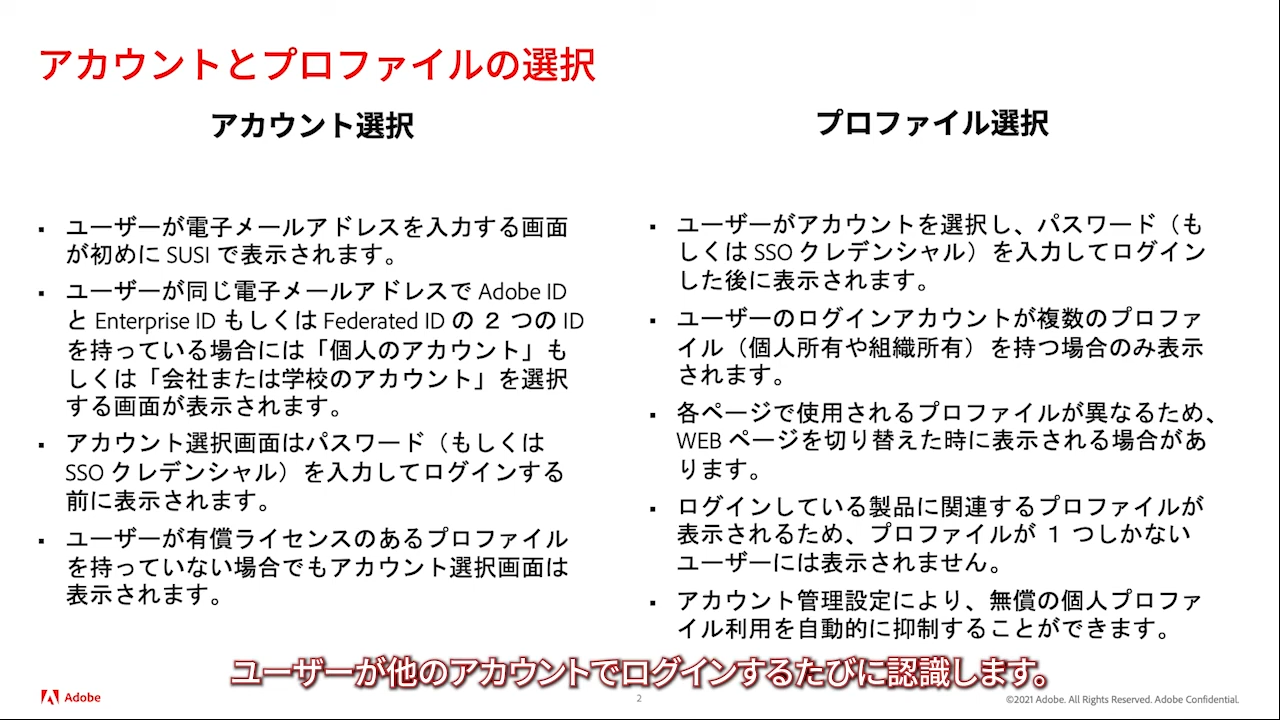 アカウントとプロファイルの選択
アカウント選択
▪ ユーザーが電子メールアドレスを入力する画面
が初めに SUSI で表示されます。
▪ ユーザーが同じ電子メールアドレスで Adobe ID
と Enterprise ID もしくは Federated ID の ２ つの ID
を持っている場合には「個人のアカウント」も
しくは「会社または学校のアカウント」を選択
する画面が表示されます。
▪ アカウント選択画面はパスワード（もしくは
SSO クレデンシャル）を入力してログインする
前に表示されます。
▪ ユーザーが有償ライセンスのあるプロファイル
を持っていない場合でもアカウント選択画面は
表示されます。
プロファイル選択
▪ ユーザーがアカウントを選択し、パスワード（も
しくは SSO クレデンシャル）を入力してログイン
した後に表示されます。
▪ ユーザーのログインアカウントが複数のプロファ
イル（個人所有や組織所有）を持つ場合のみ表示
されます。
▪ 各ページで使用されるプロファイルが異なるため、
WEB ページを切り替えた時に表示される場合があ
ります。
▪ ログインしている製品に関連するプロファイルが
表示されるため、プロファイルが １ つしかない
ユーザーには表示されません。
▪ アカウント管理設定により、無償の個人プロファ
イル利用を自動的に抑制することができます。
ユーザーが他のアカウントでログインするたびに認識します。
Adobe
2
©2021 Adobe. All Rights Reserved. Adobe Confidential.